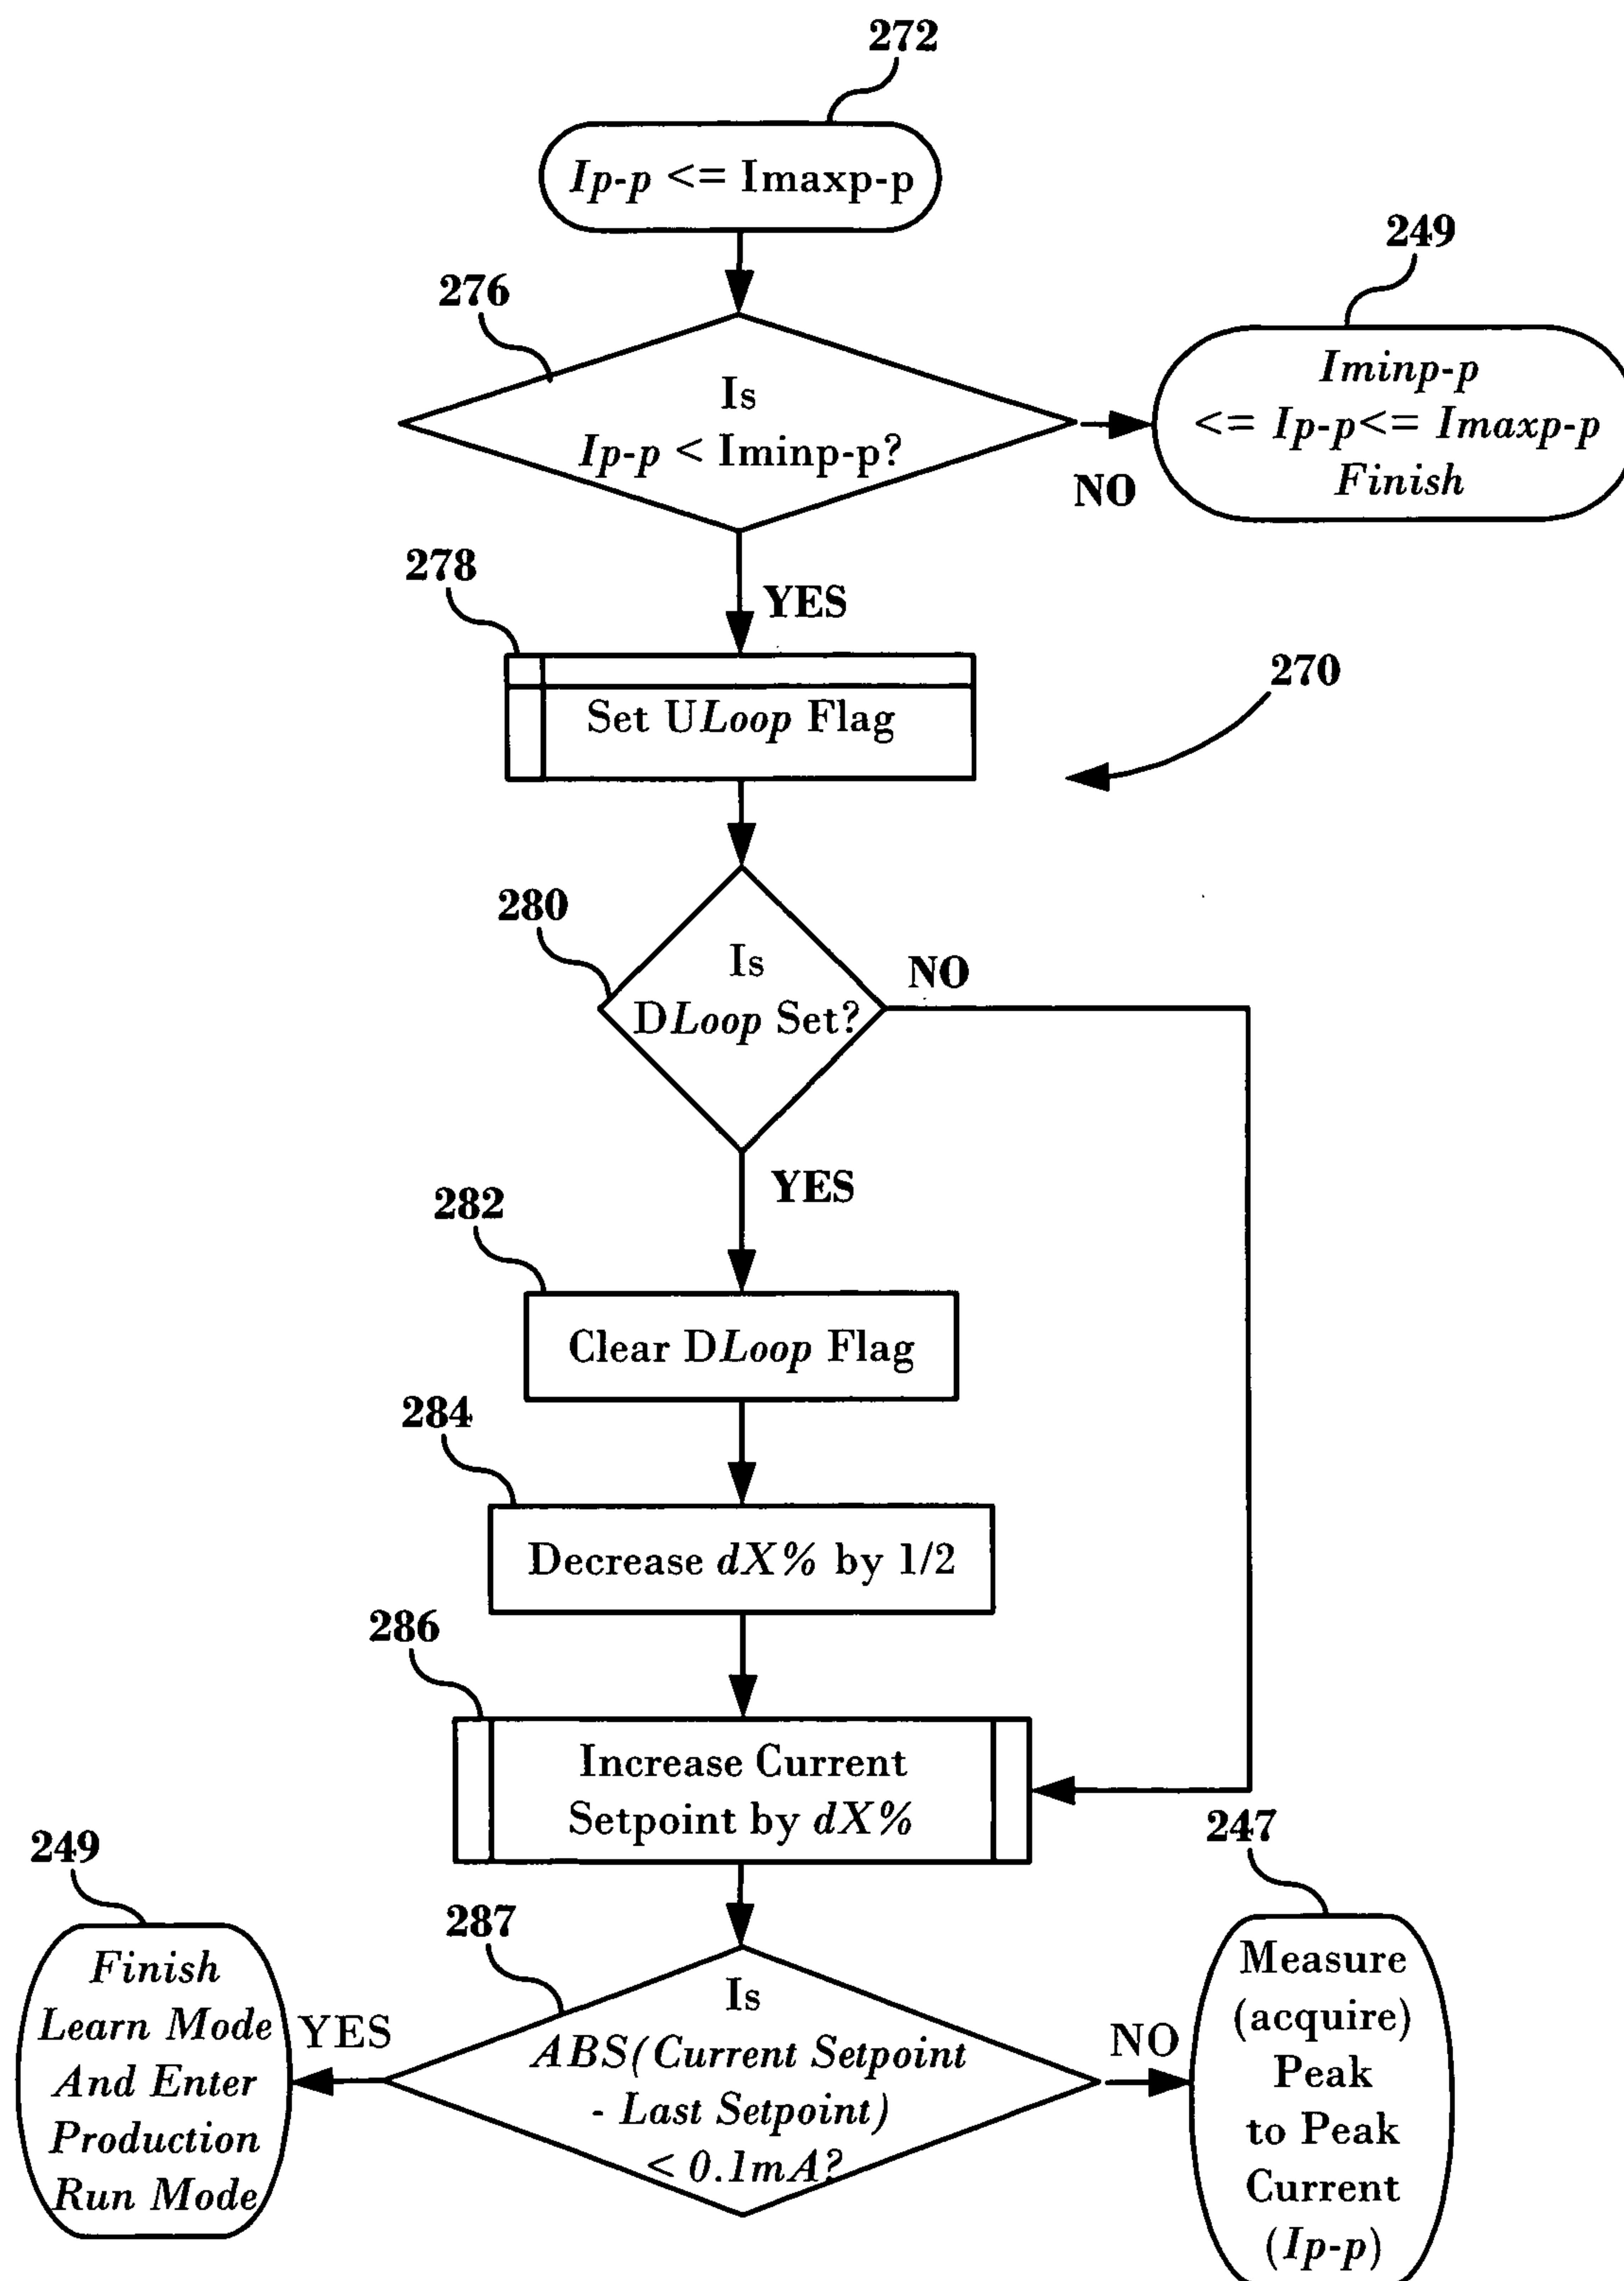 272
Ip-p <= Imaxp-p
249
276
Iminp-p
<= Ip-p<= Imaxp-p
Finish
Is
Ip-p < Iminp-p?
NO
278
YES
270
Set ULoop Flag
280
Is
DLoop Set?
NO
YES
282
Clear DLoop Flag
284
Decrease dX% by 1/2
286
Increase Current
Setpoint by dX%
247
249
287
Finish
Learn Mode
And Enter
Production
Run Mode
YES
Is
ABS(Current Setpoint
- Last Setpoint)
< 0.1mA?
NO
Measure
(acquire)
Peak
to Peak
Current
(Ip-p)